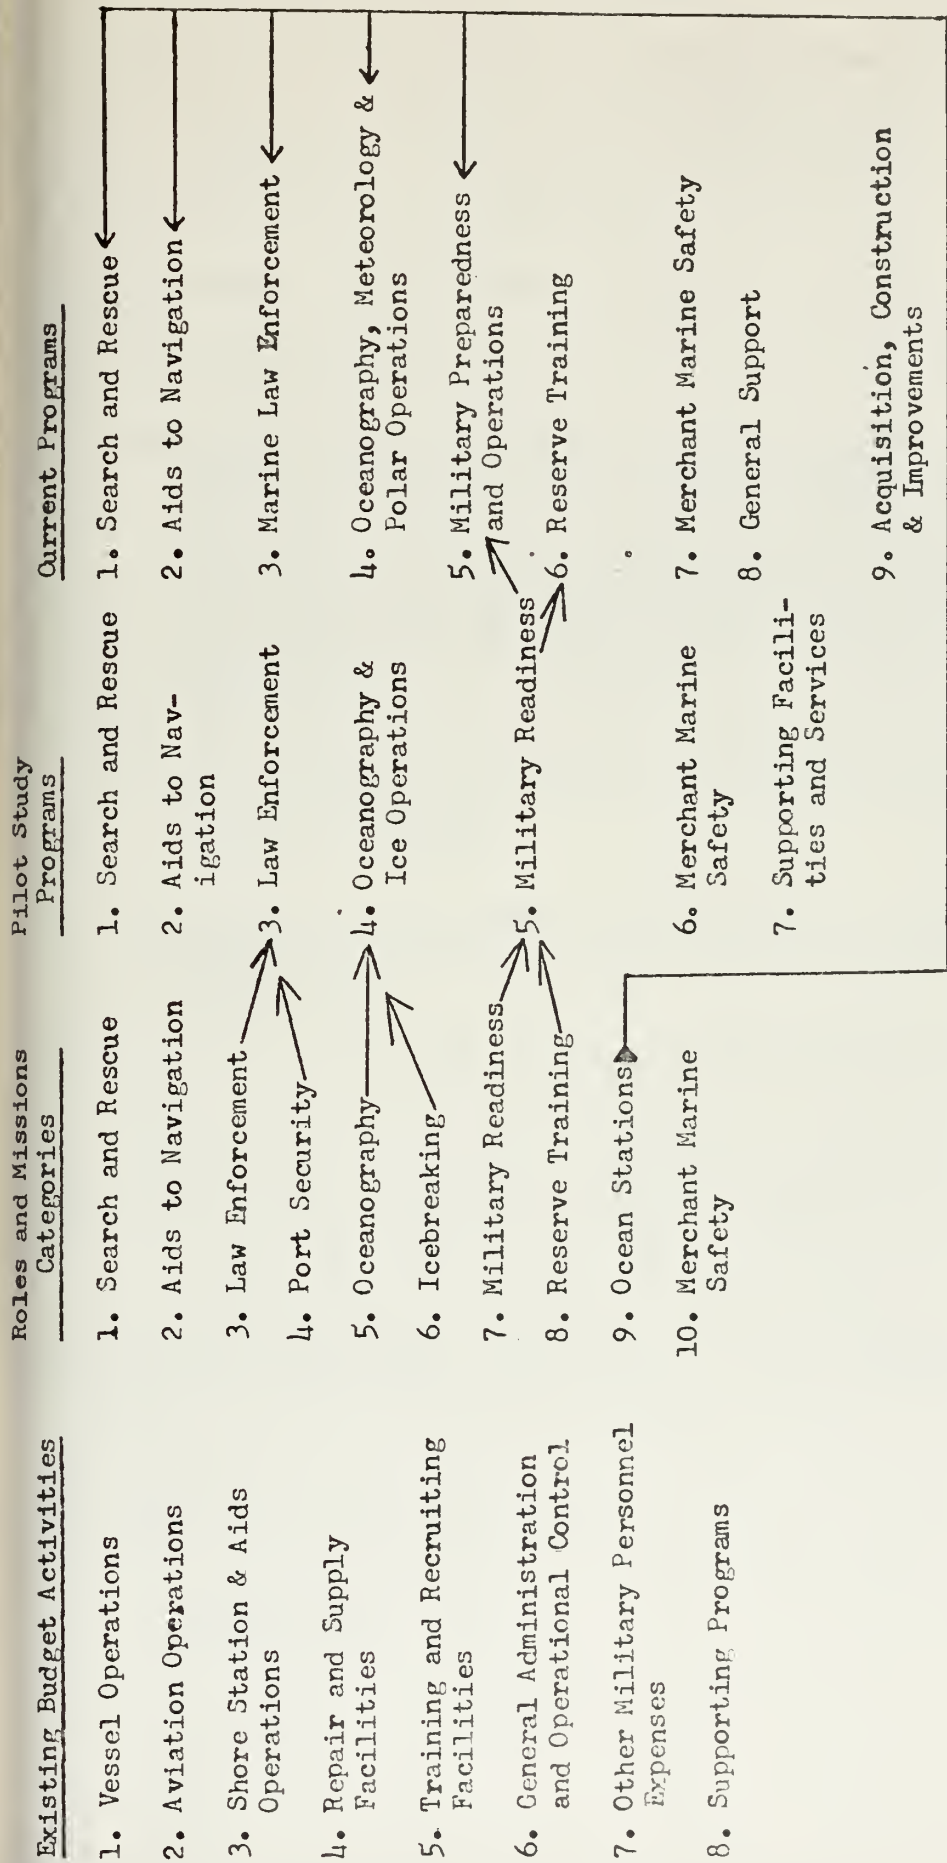 Existing Budget Activities
1. Vessel Operations
2. Aviation Operations
3. Shore Station & Aids
Operations
4. Repair and Supply
Facilities
5. Training and Recruiting
Facilities
6. General Administration
and Operational Control
7. Other Military Personnel
Expenses
8. Supporting Programs
Roles and Missions
Categories
1. Search and Rescue
2. Aids to Navigation
3. Law Enforcement
4. Port Security
5. Oceanography
6. Icebreaking
7. Military Readiness
8. Reserve Training
9. Ocean Stations
10. Merchant Marine
Safety
Pilot Study
Programs
1. Search and Rescue
2. Aids to Nav-
igation
3. Law Enforcement
4. Oceanography &
Ice Operations
5. Military Readiness
6. Merchant Marine
Safety
7. Supporting Facili-
ties and Services
Current Programs
1. Search and Rescue
2. Aids to Navigation
3. Marine Law Enforcement
4. Oceanography, Meteorology &
Polar Operations
5. Military Preparedness
and Operations
6. Reserve Training
7. Merchant Marine Safety
8. General Support
9. Acquisition, Construction
& Improvements